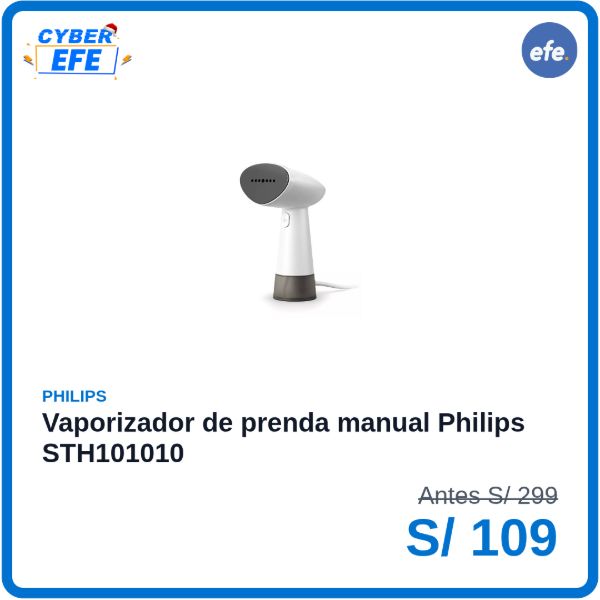 CYBER
EFE
efe.
PHILIPS
Vaporizador de prenda manual Philips
STH101010
Antes S/ 299
S/ 109